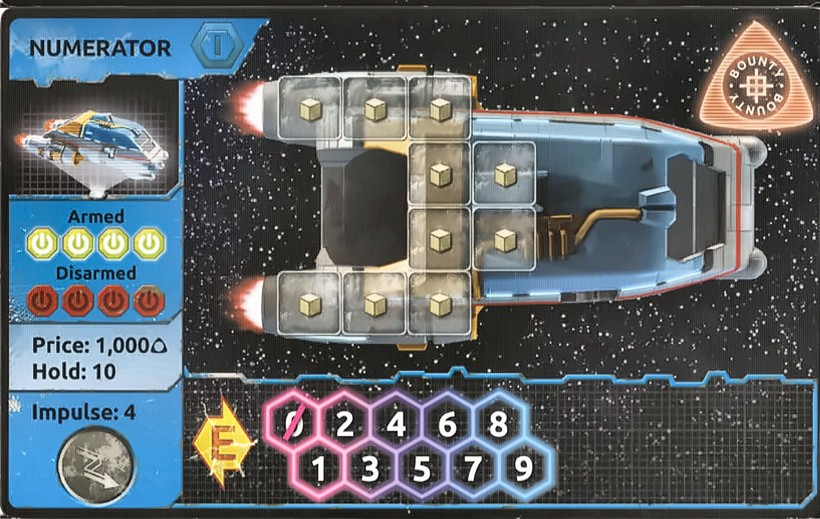 NUMERATOR
I
BOUNTY BOUNTY
Armed
Disarmed
Price: 1,000
Hold: 10
Impulse: 4
E
0 2 4 6 8
1 3 5 7 9